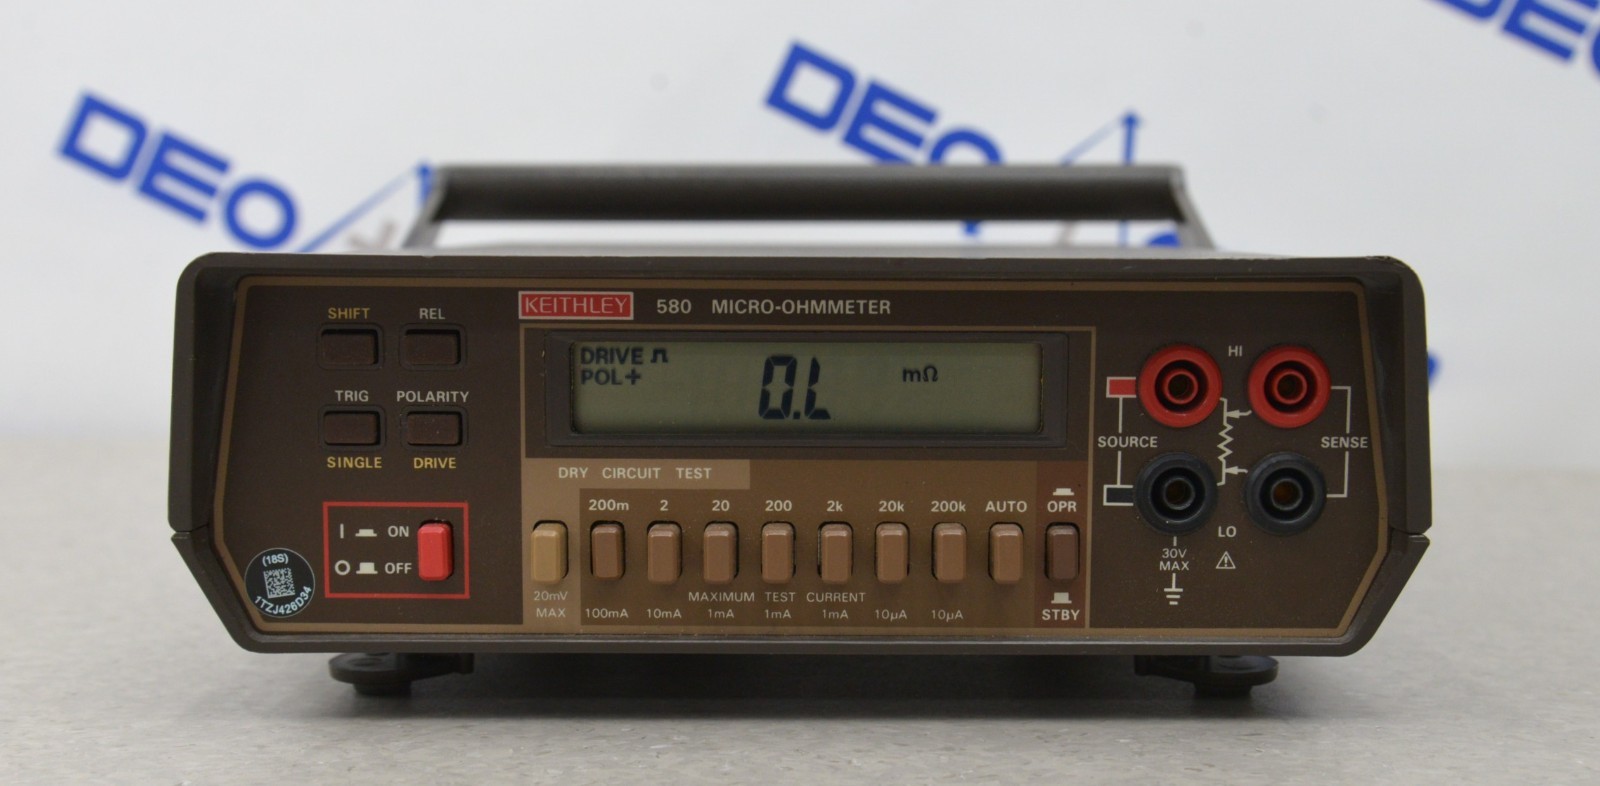 DEO
DEO
SHIFT
REL
TRIG
POLARITY
SINGLE
DRIVE
I ON
O OFF
(18S)
1TZJ426D34
KEITHLEY 580 MICRO-OHMMETER
DRIVE
POL+
0.L
mΩ
DRY CIRCUIT TEST
200m 2 20 200 2k 20k 200k AUTO OPR
20mV MAXIMUM TEST CURRENT
MAX 100mA 10mA 1mA 1mA 1mA 10µA 10µA STBY
HI
SOURCE
SENSE
LO
30V
MAX